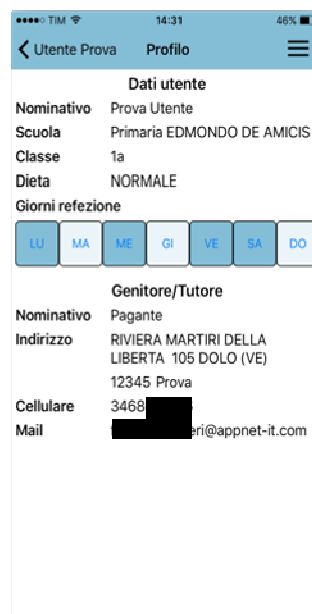 TIM 14:31 46%
Utente Prova Profilo
Dati utente
Nominativo Prova Utente
Scuola Primaria EDMONDO DE AMICIS
Classe 1a
Dieta NORMALE
Giorni refezione
LU MA ME GI VE SA DO
Genitore/Tutore
Nominativo Pagante
Indirizzo RIVIERA MARTIRI DELLA
LIBERTA 105 DOLO (VE)
12345 Prova
Cellulare 3468
Mail eri@appnet-it.com